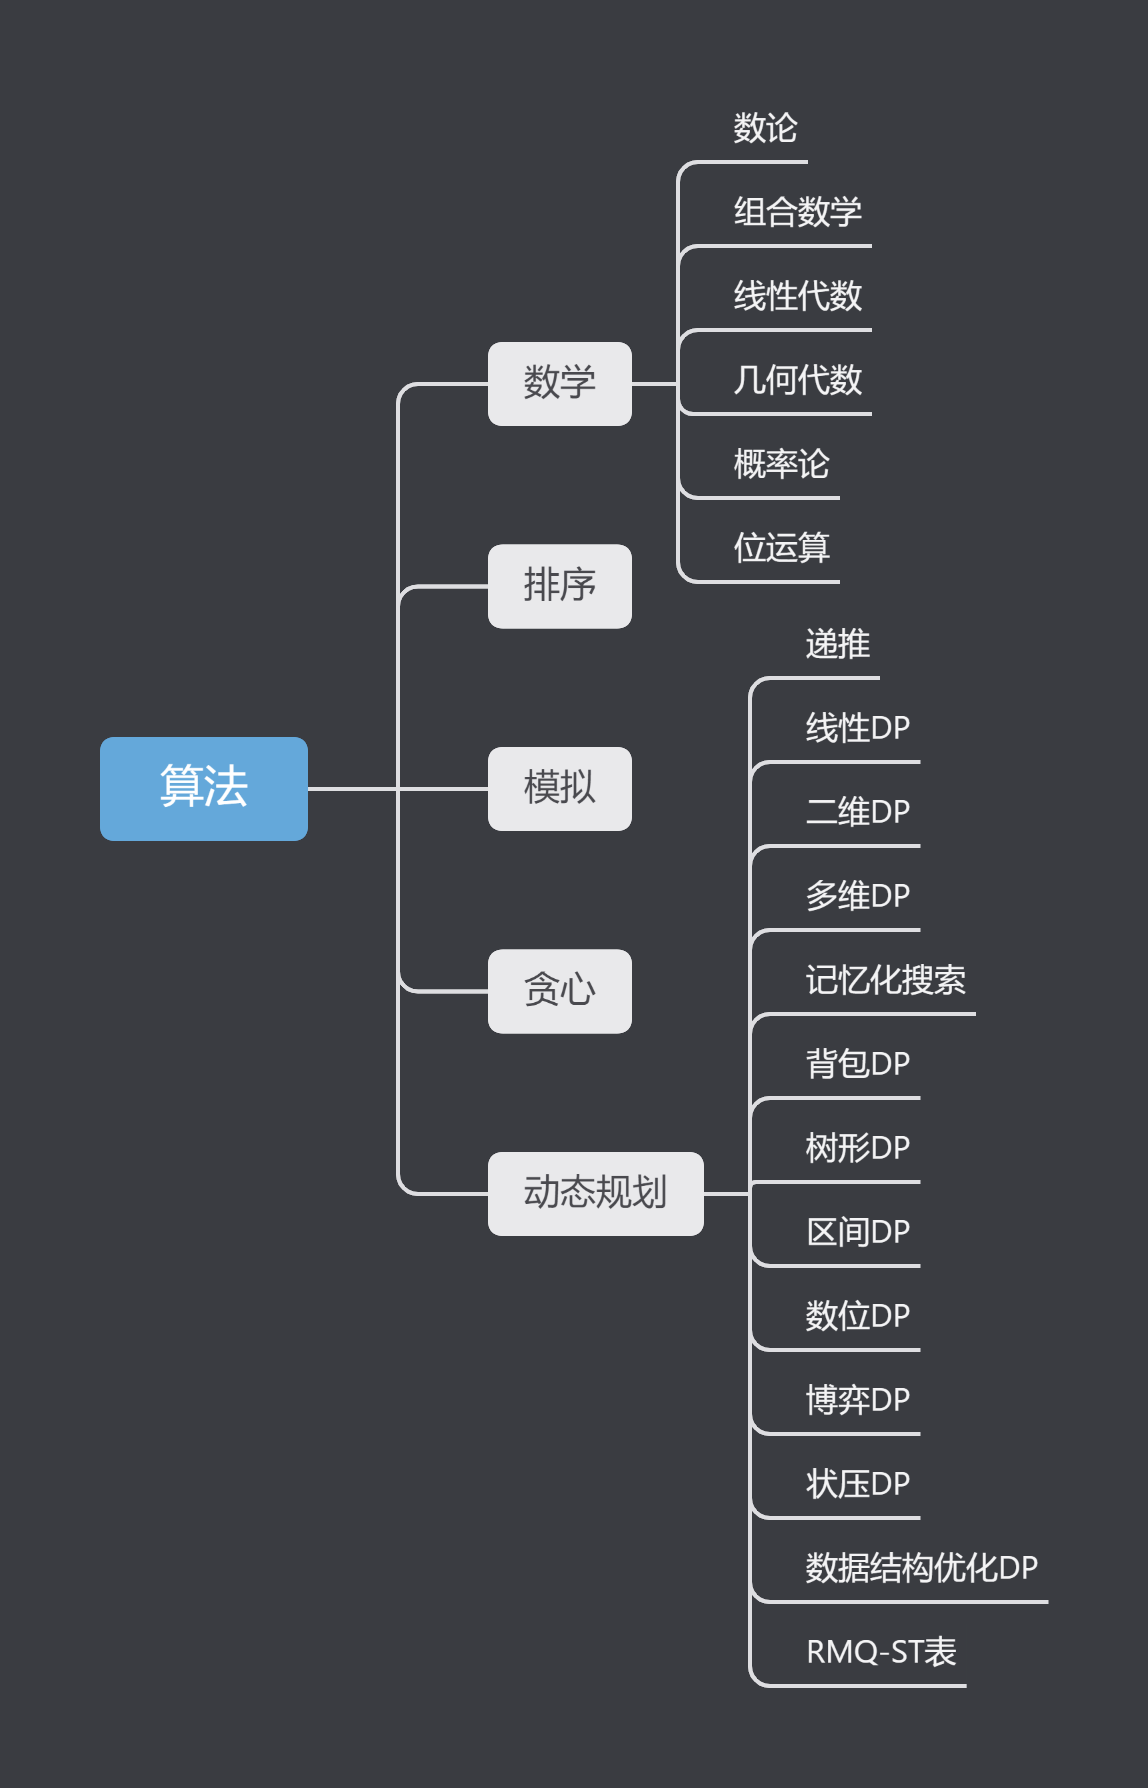 算法
数学
数论
组合数学
线性代数
几何代数
概率论
位运算
排序
模拟
贪心
动态规划
递推
线性DP
二维DP
多维DP
记忆化搜索
背包DP
树形DP
区间DP
数位DP
博弈DP
状压DP
数据结构优化DP
RMQ-ST表